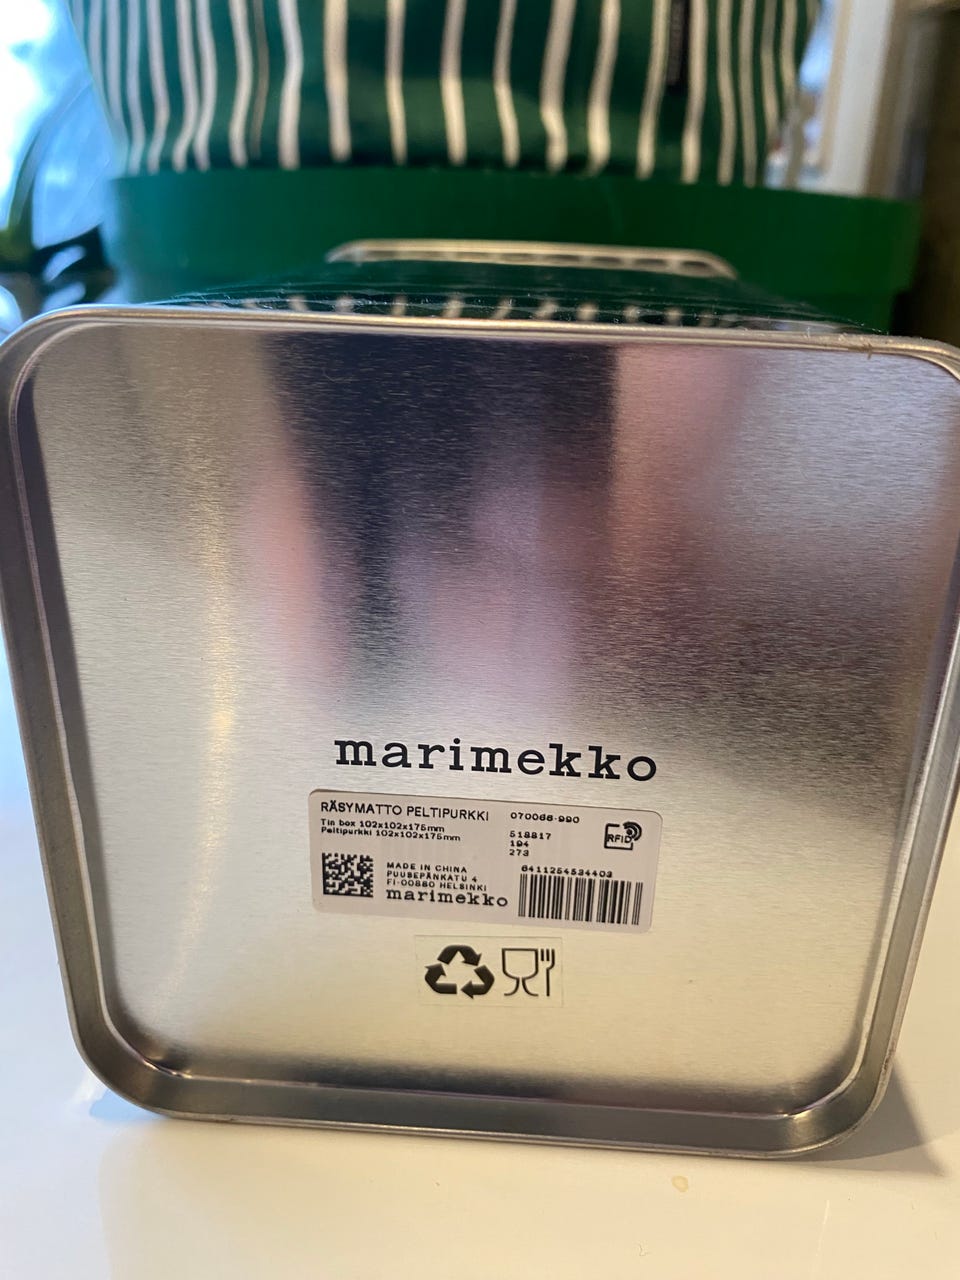 marimekko
RÄSYMATTO PELTIPURKKI
Tin box 102x102x175mm
Peltipurkki 102x102x175mm
070066-990
518817
194
273
RFID
MADE IN CHINA
PUUSEPÄNKATU 4
FI-00880 HELSINKI
marimekko
6411254534403